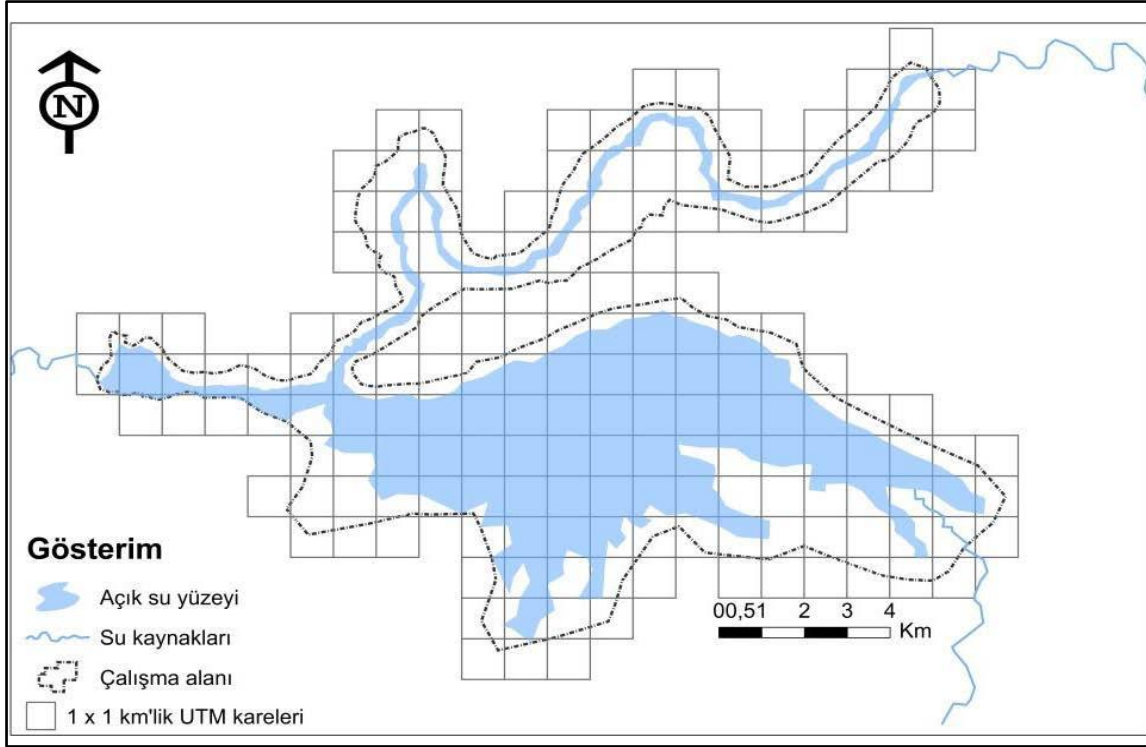 N
Gösterim
Açık su yüzeyi
Su kaynakları
Çalışma alanı
1 x 1 km'lik UTM kareleri
00,51 2 3 4
Km